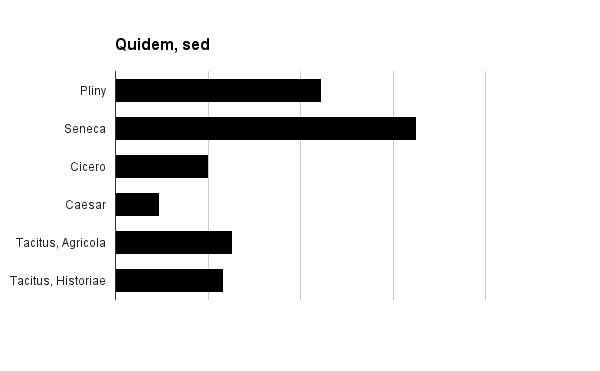 Quidem, sed
Pliny
Seneca
Cicero
Caesar
Tacitus, Agricola
Tacitus, Historiae